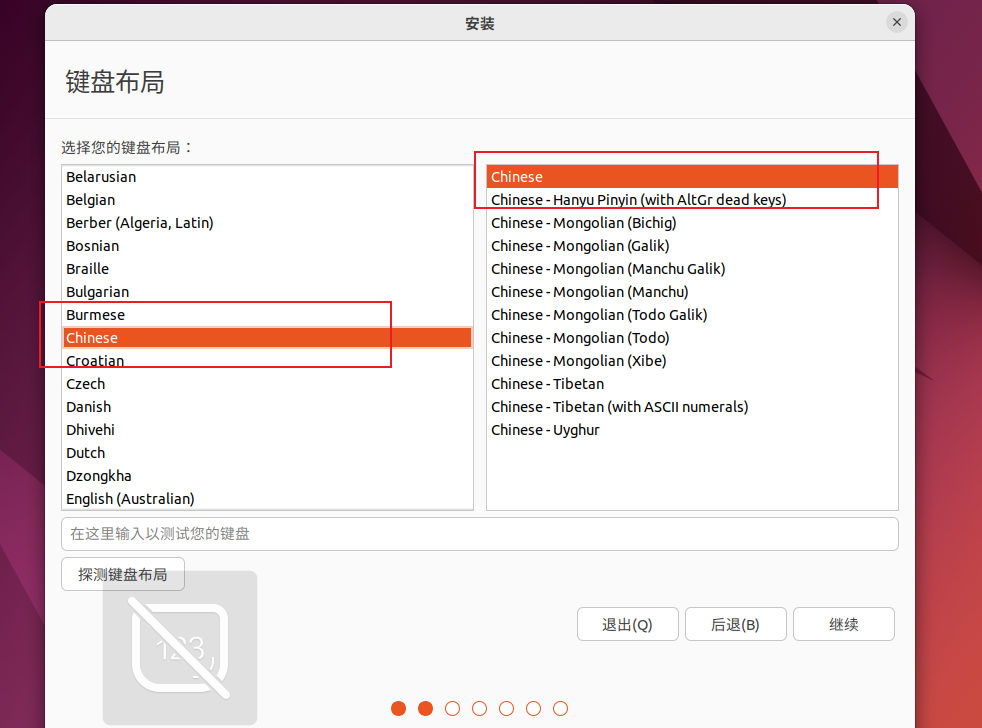 安装
键盘布局
选择您的键盘布局：
Belarusian
Belgian
Berber (Algeria, Latin)
Bosnian
Braille
Bulgarian
Burmese
Chinese
Croatian
Czech
Danish
Dhivehi
Dutch
Dzongkha
English (Australian)
Chinese
Chinese - Hanyu Pinyin (with AltGr dead keys)
Chinese - Mongolian (Bichig)
Chinese - Mongolian (Galik)
Chinese - Mongolian (Manchu Galik)
Chinese - Mongolian (Manchu)
Chinese - Mongolian (Todo Galik)
Chinese - Mongolian (Todo)
Chinese - Mongolian (Xibe)
Chinese - Tibetan
Chinese - Tibetan (with ASCII numerals)
Chinese - Uyghur
在这里输入以测试您的键盘
探测键盘布局
123
退出(Q)
后退(B)
继续